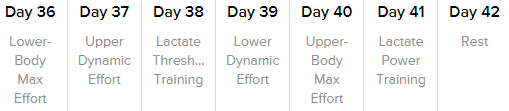 Day 36 Day 37 Day 38 Day 39 Day 40 Day 41 Day 42
Lower- Upper Lactate Lower Upper- Lactate Rest
Body Dynamic Thresh... Dynamic Body Power
Max Effort Training Effort Max Training
Effort Effort